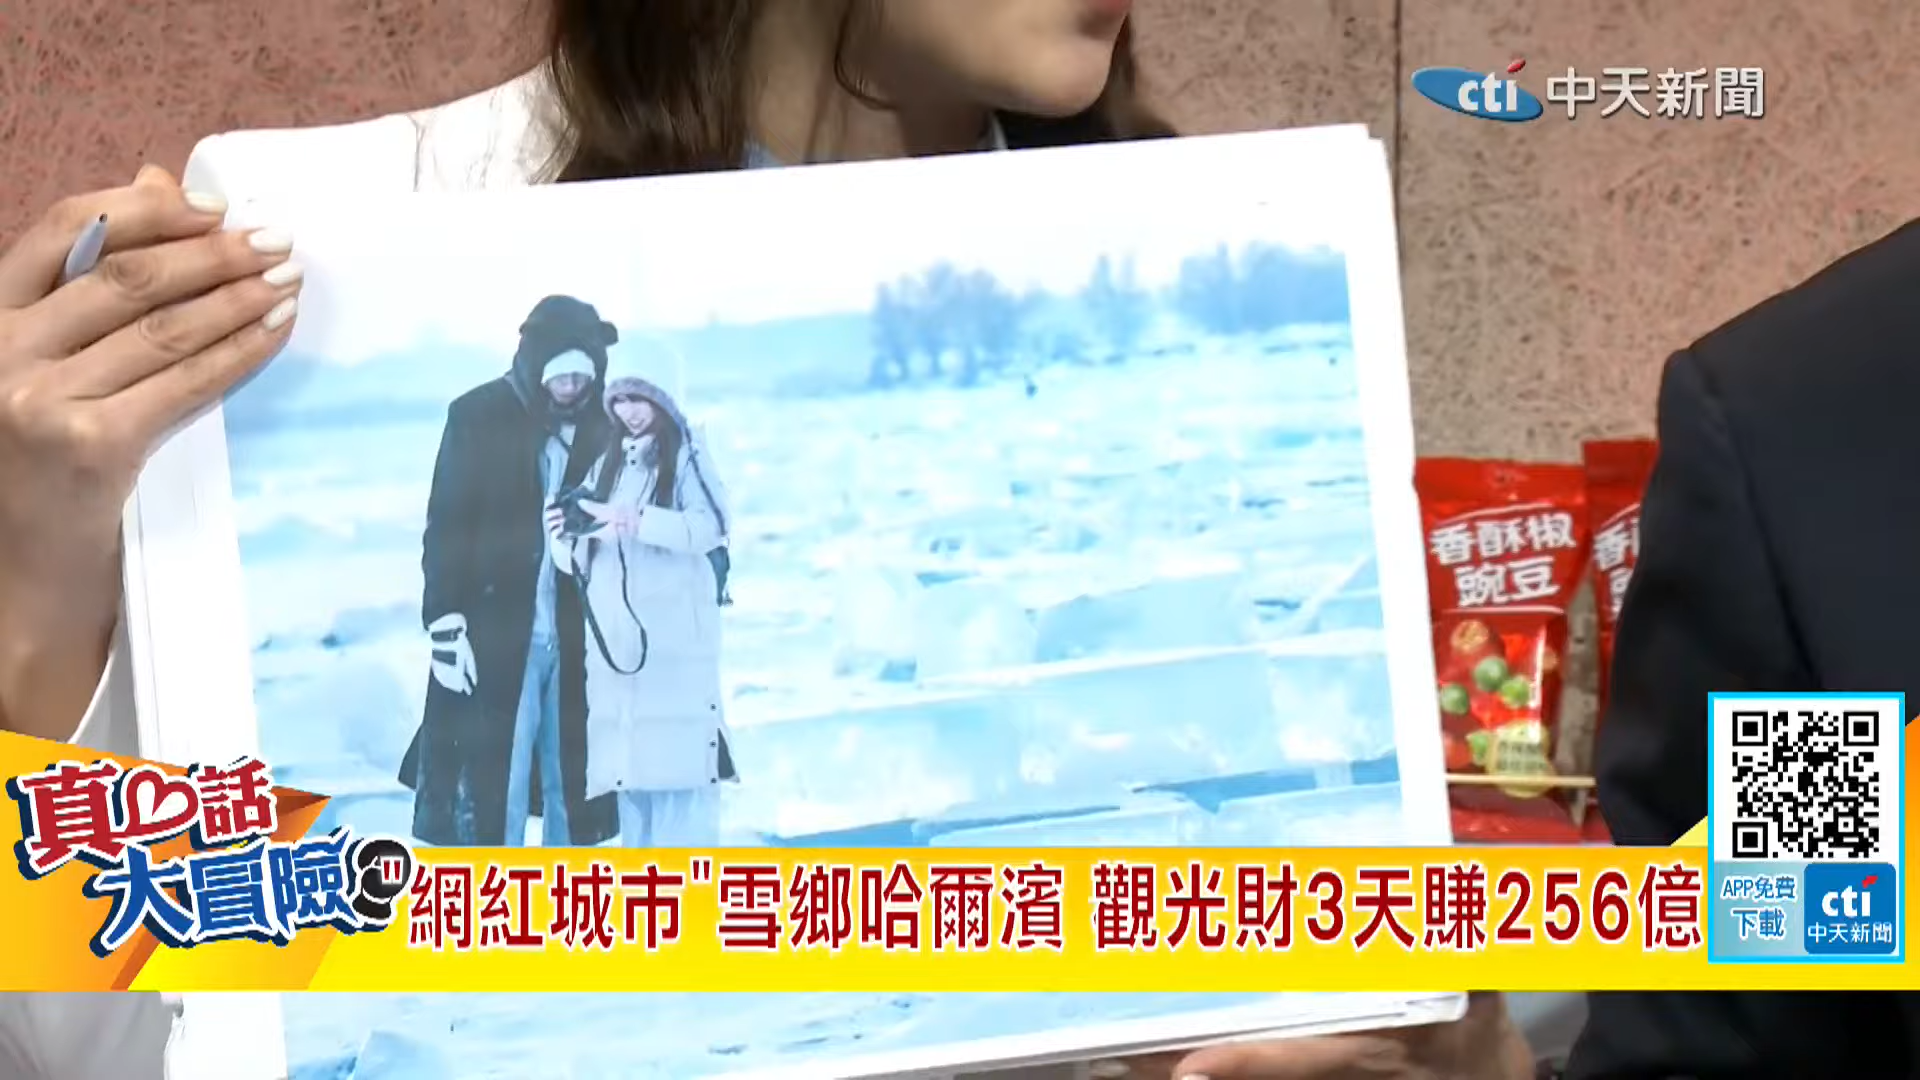 cti 中天新聞
香酥椒
豌豆
真心話
大冒險
"網紅城市"雪鄉哈爾濱 觀光財3天賺256億
APP免費
下載
cti
中天新聞